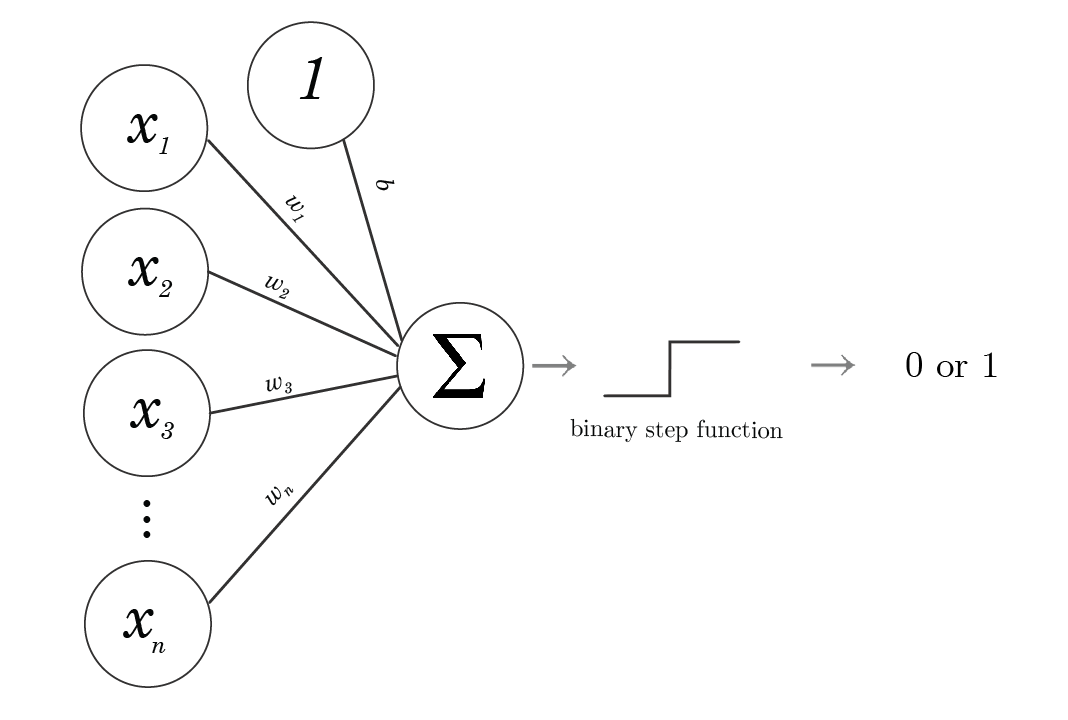 1
x₁
b
w₁
x₂
w₂
x₃
w₃
Σ
0 or 1
binary step function
⋮
wₙ
xₙ